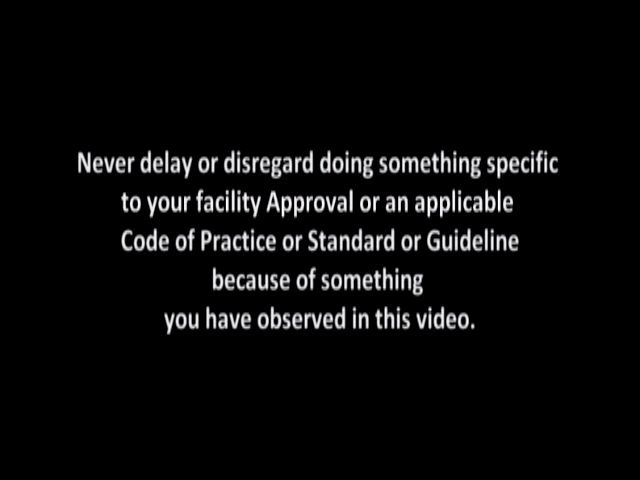 Never delay or disregard doing something specific
to your facility Approval or an applicable
Code of Practice or Standard or Guideline
because of something
you have observed in this video.